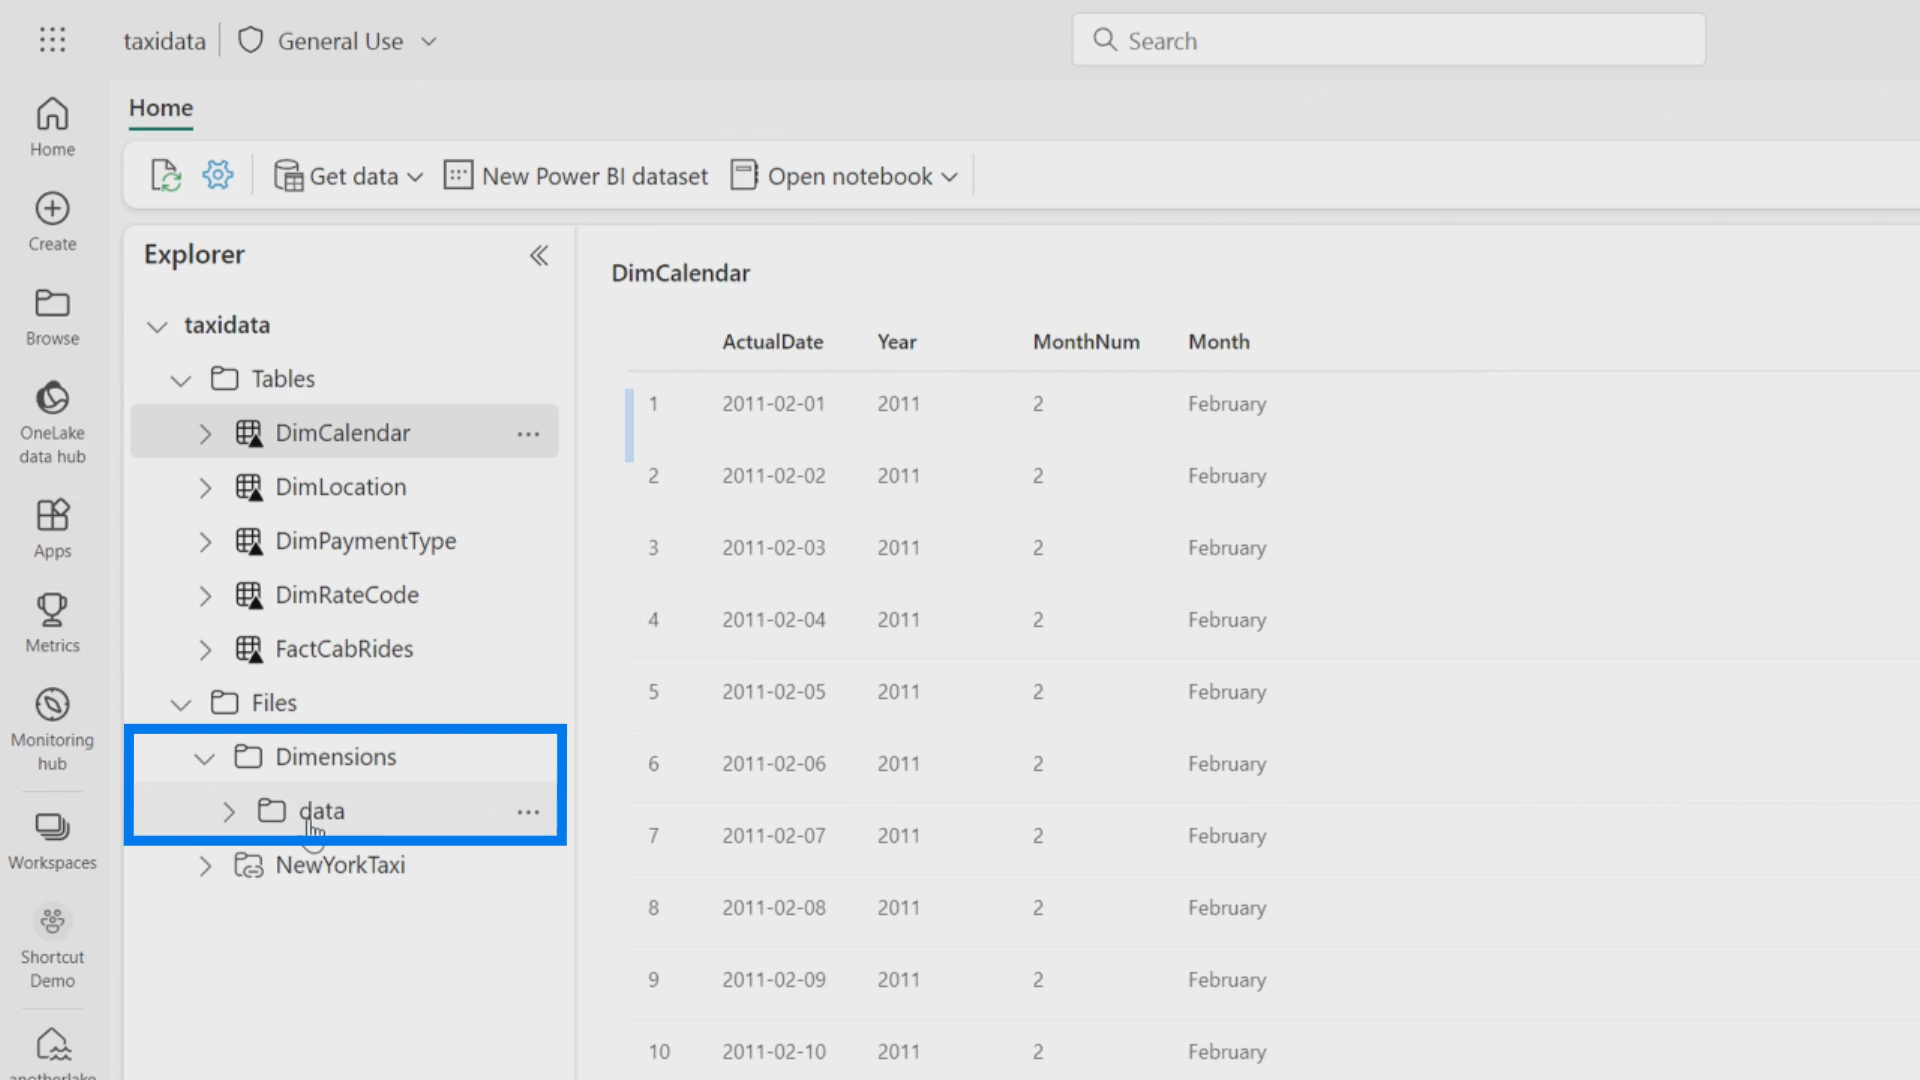 taxidata
General Use
Search
Home
Home
Get data
New Power BI dataset
Open notebook
Create
Browse
OneLake
data hub
Apps
Metrics
Monitoring
hub
Workspaces
Shortcut
Demo
anotherlake
Explorer
taxidata
Tables
DimCalendar
DimLocation
DimPaymentType
DimRateCode
FactCabRides
Files
Dimensions
data
NewYorkTaxi
DimCalendar
ActualDate Year MonthNum Month
1 2011-02-01 2011 2 February
2 2011-02-02 2011 2 February
3 2011-02-03 2011 2 February
4 2011-02-04 2011 2 February
5 2011-02-05 2011 2 February
6 2011-02-06 2011 2 February
7 2011-02-07 2011 2 February
8 2011-02-08 2011 2 February
9 2011-02-09 2011 2 February
10 2011-02-10 2011 2 February